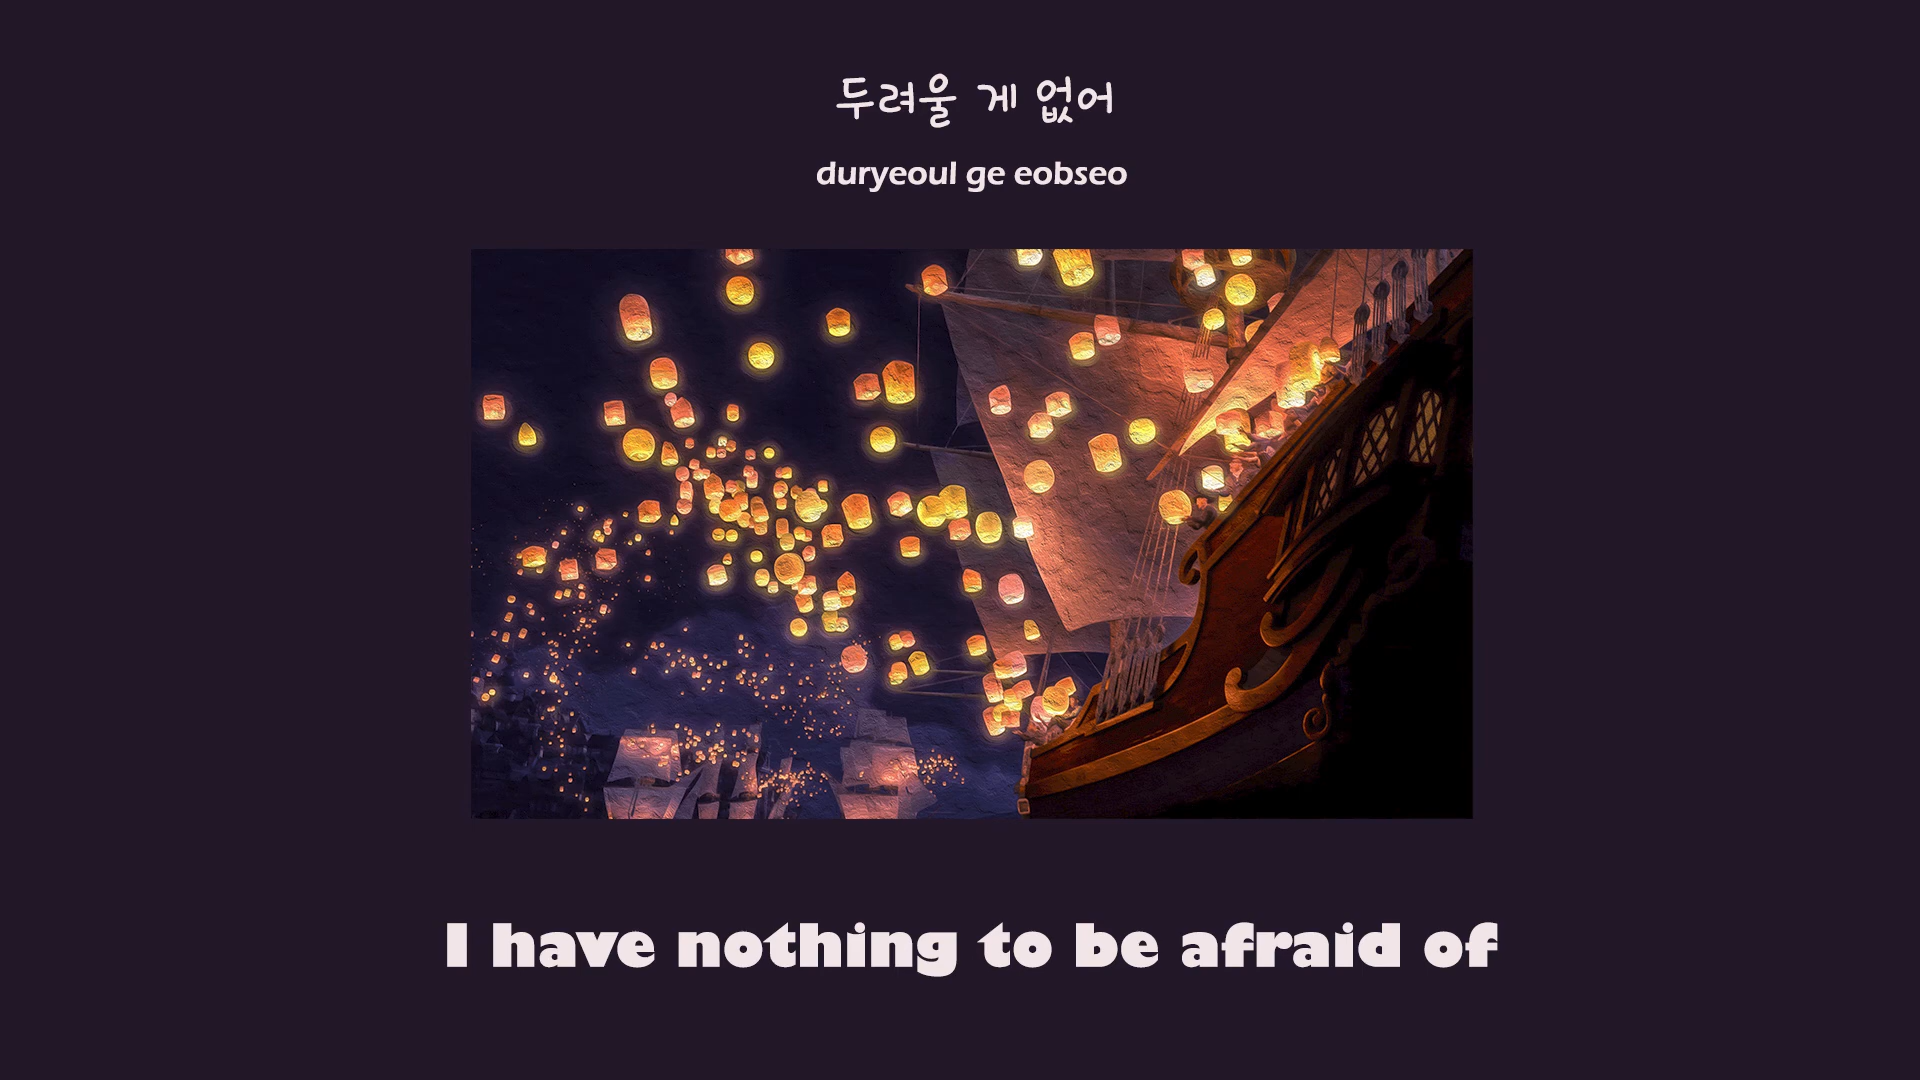 두려울 게 없어
duryeoul ge eobseo
I have nothing to be afraid of